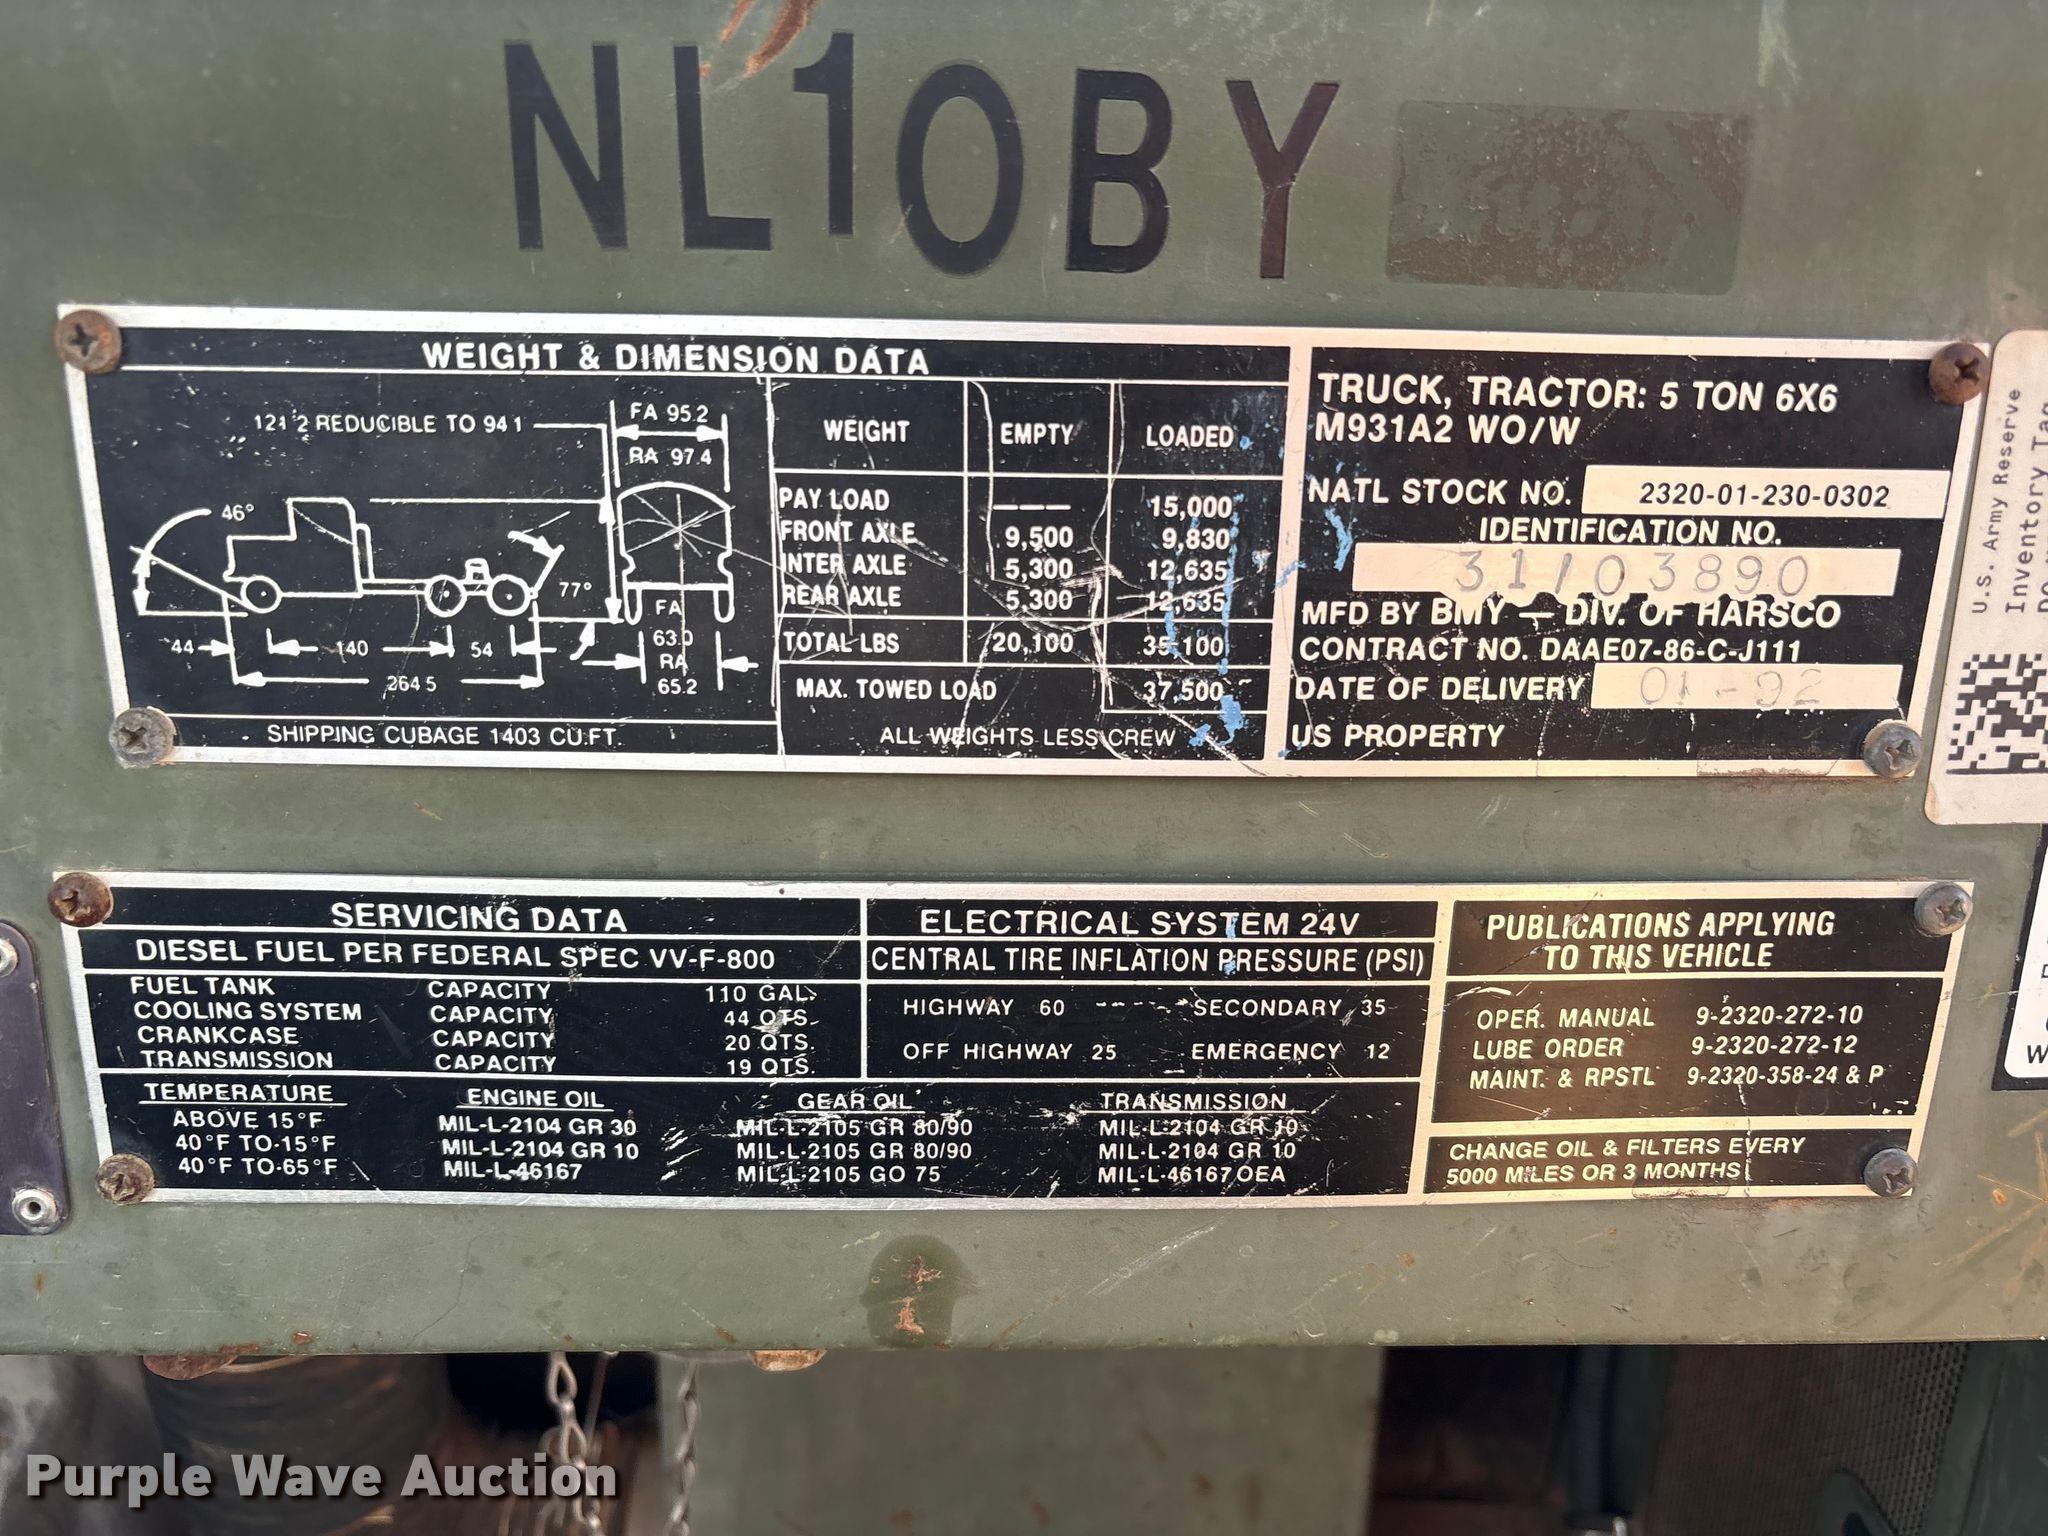 NL10BY
WEIGHT & DIMENSION DATA
121 2 REDUCIBLE TO 94 1
FA 95.2
RA 97.4
46°
77°
FA
63.0
RA
65.2
44
140
54
264 5
SHIPPING CUBAGE 1403 CU.FT.
WEIGHT EMPTY LOADED
PAY LOAD ——— 15,000
FRONT AXLE 9,500 9,830
INTER AXLE 5,300 12,635
REAR AXLE 5,300 12,635
TOTAL LBS 20,100 35,100
MAX. TOWED LOAD 37,500
ALL WEIGHTS LESS CREW
TRUCK, TRACTOR: 5 TON 6X6
M931A2 WO/W
NATL STOCK NO. 2320-01-230-0302
IDENTIFICATION NO.
31/03890
MFD BY BMY — DIV. OF HARSCO
CONTRACT NO. DAAE07-86-C-J111
DATE OF DELIVERY 01-92
US PROPERTY
U.S. Army Reserve
Inventory Tag
SERVICING DATA
DIESEL FUEL PER FEDERAL SPEC VV-F-800
FUEL TANK CAPACITY 110 GAL.
COOLING SYSTEM CAPACITY 44 QTS.
CRANKCASE CAPACITY 20 QTS.
TRANSMISSION CAPACITY 19 QTS.
ELECTRICAL SYSTEM 24V
CENTRAL TIRE INFLATION PRESSURE (PSI)
HIGHWAY 60 ---- SECONDARY 35
OFF HIGHWAY 25 EMERGENCY 12
TEMPERATURE ENGINE OIL GEAR OIL TRANSMISSION
ABOVE 15°F MIL-L-2104 GR 30 MIL-L-2105 GR 80/90 MIL-L-2104 GR 10
40°F TO-15°F MIL-L-2104 GR 10 MIL-L-2105 GR 80/90 MIL-L-2104 GR 10
40°F TO-65°F MIL-L-46167 MIL-L-2105 GO 75 MIL-L-46167 OEA
PUBLICATIONS APPLYING
TO THIS VEHICLE
OPER. MANUAL 9-2320-272-10
LUBE ORDER 9-2320-272-12
MAINT. & RPSTL 9-2320-358-24 & P
CHANGE OIL & FILTERS EVERY
5000 MILES OR 3 MONTHS
Purple Wave Auction